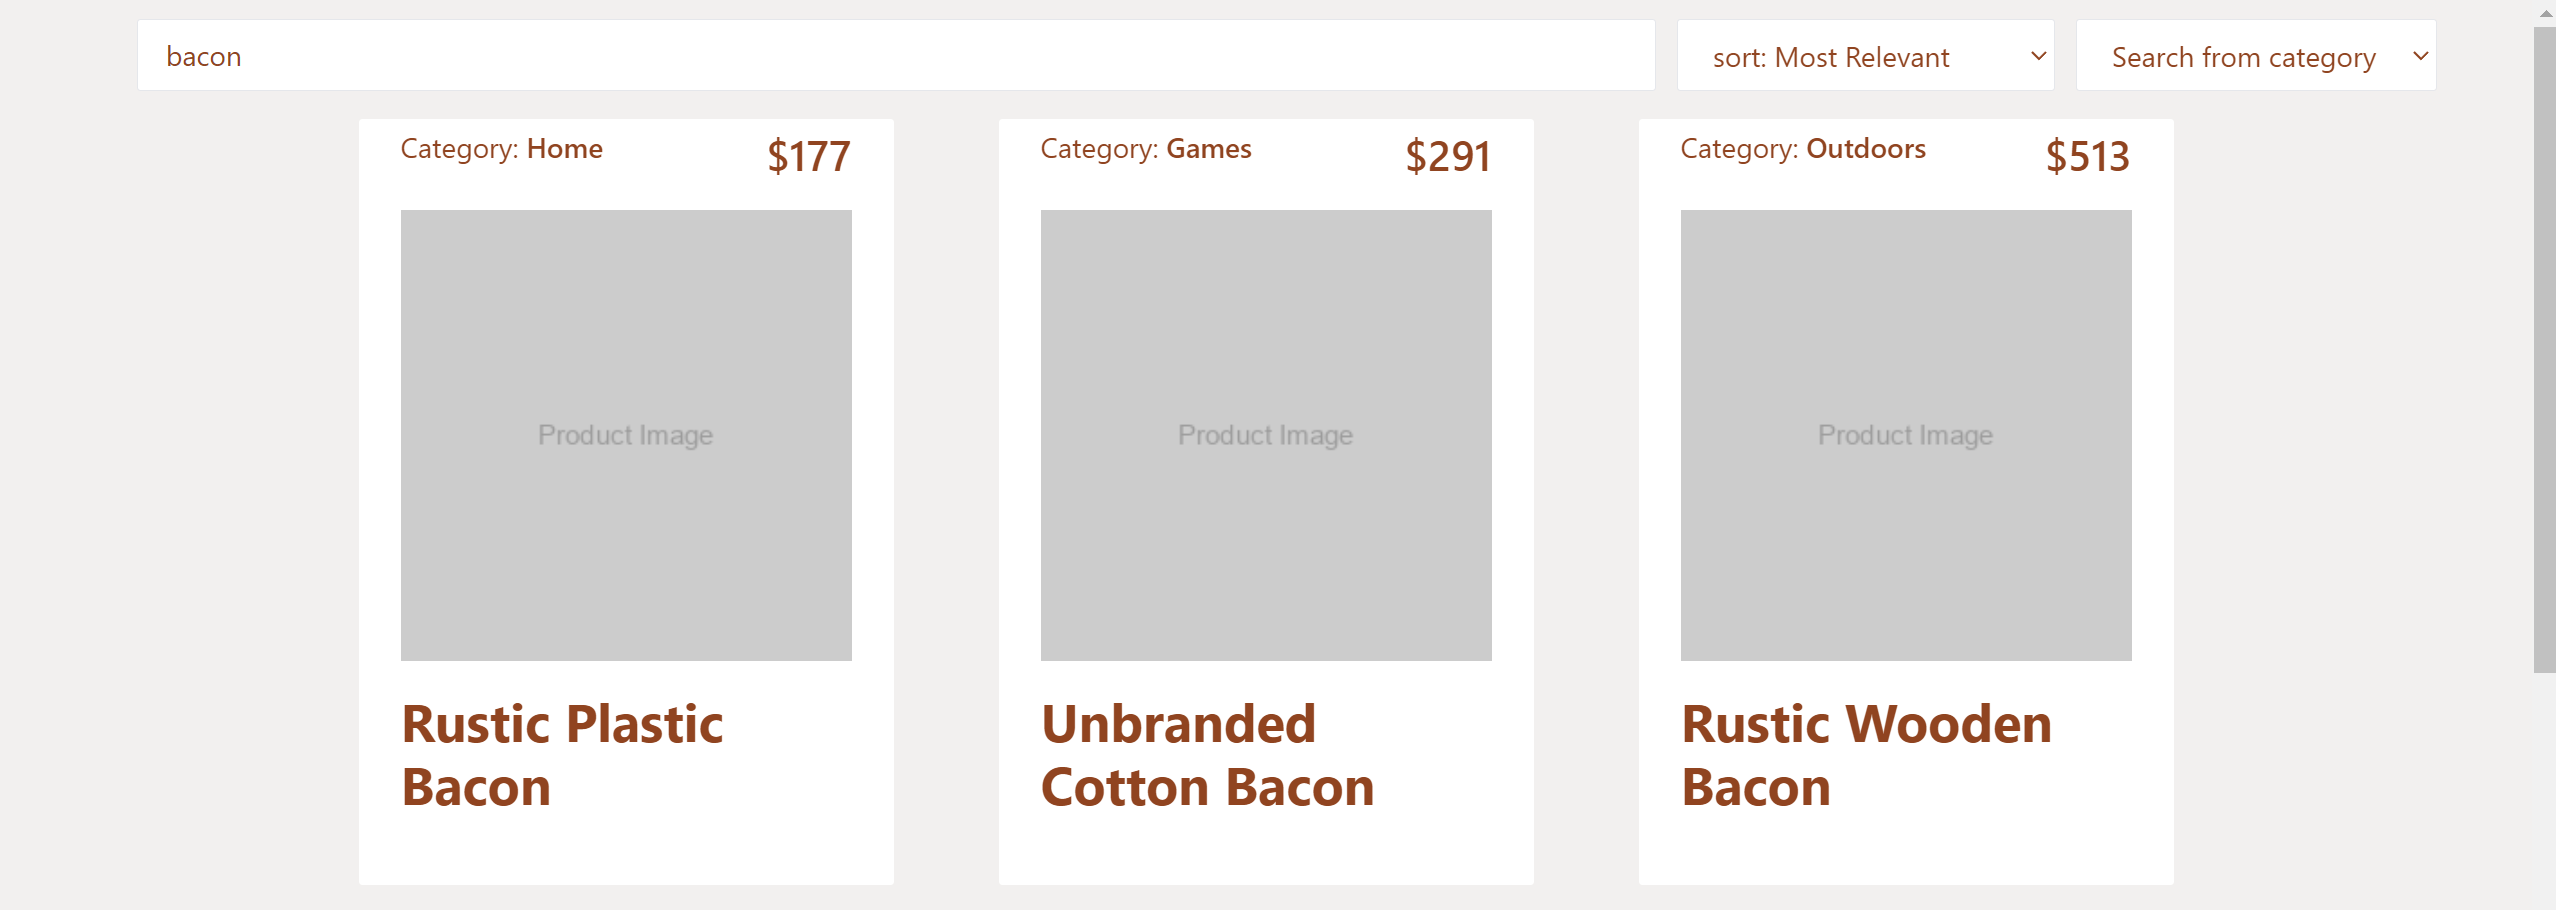 bacon
sort: Most Relevant
Search from category
Category: Home
$177
Product Image
Rustic Plastic
Bacon
Category: Games
$291
Product Image
Unbranded
Cotton Bacon
Category: Outdoors
$513
Product Image
Rustic Wooden
Bacon